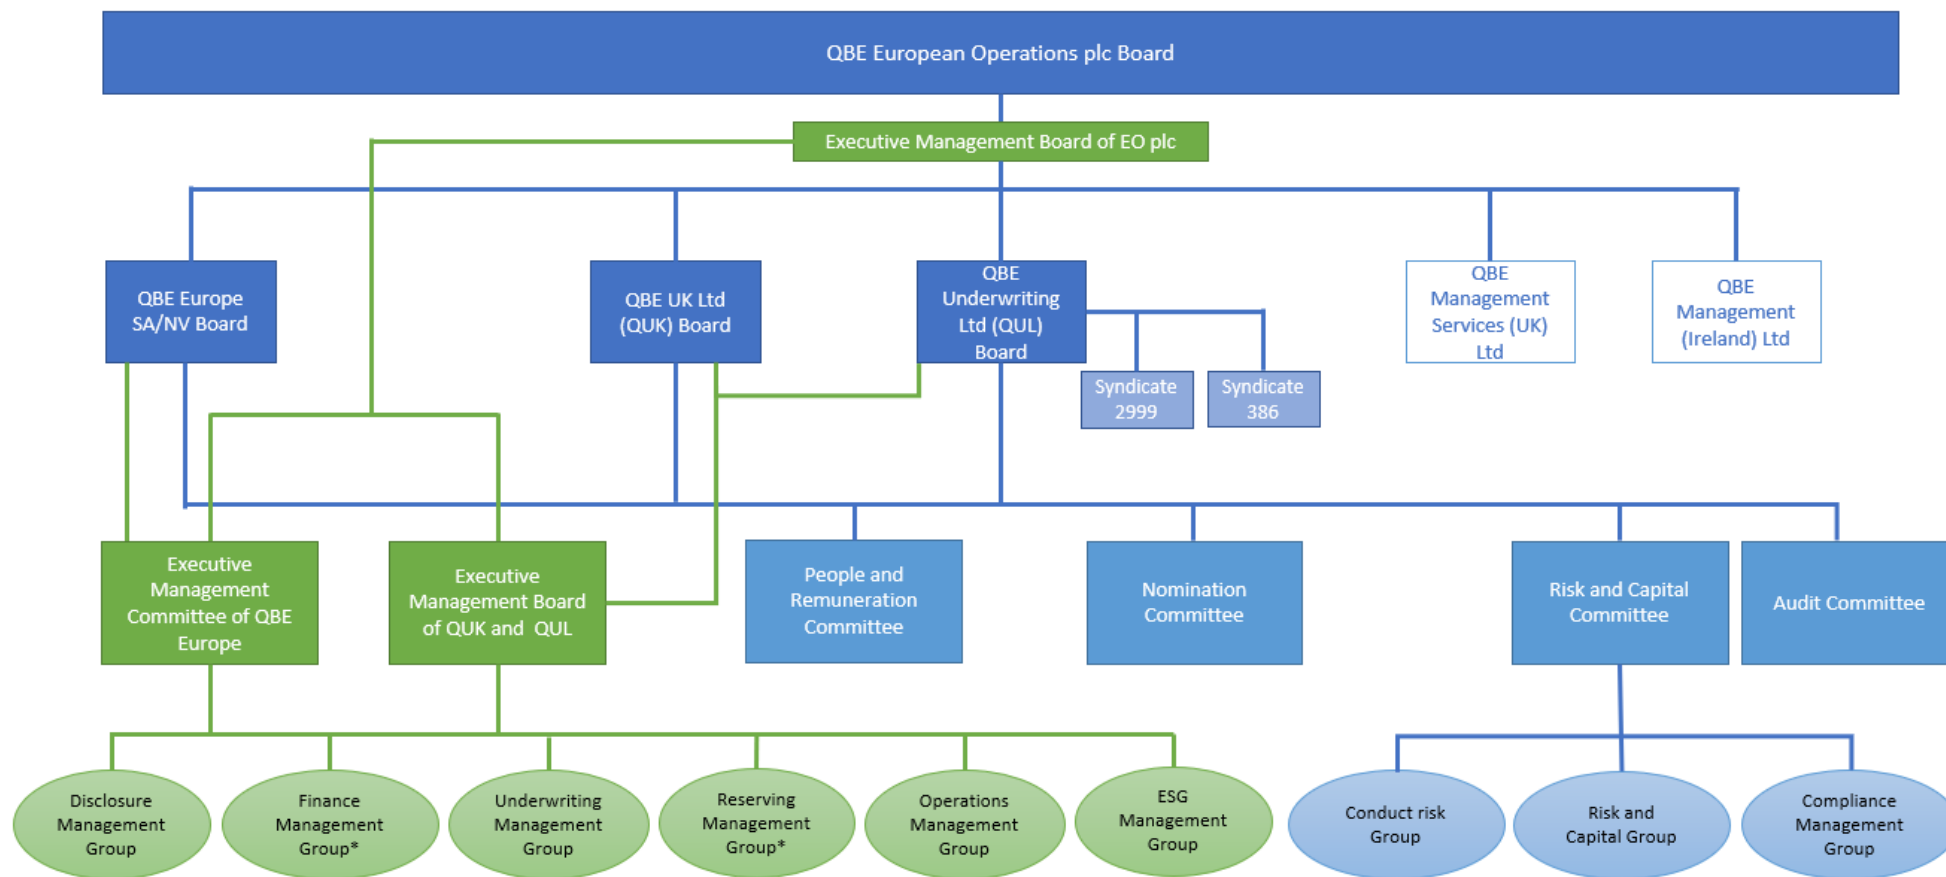 QBE European Operations plc Board
Executive Management Board of EO plc
QBE Europe
SA/NV Board
QBE UK Ltd
(QUK) Board
QBE
Underwriting
Ltd (QUL)
Board
QBE
Management
Services (UK)
Ltd
QBE
Management
(Ireland) Ltd
Syndicate
2999
Syndicate
386
Executive
Management
Committee of QBE
Europe
Executive
Management Board
of QUK and QUL
People and
Remuneration
Committee
Nomination
Committee
Risk and Capital
Committee
Audit Committee
Disclosure
Management
Group
Finance
Management
Group*
Underwriting
Management
Group
Reserving
Management
Group*
Operations
Management
Group
ESG
Management
Group
Conduct risk
Group
Risk and
Capital Group
Compliance
Management
Group